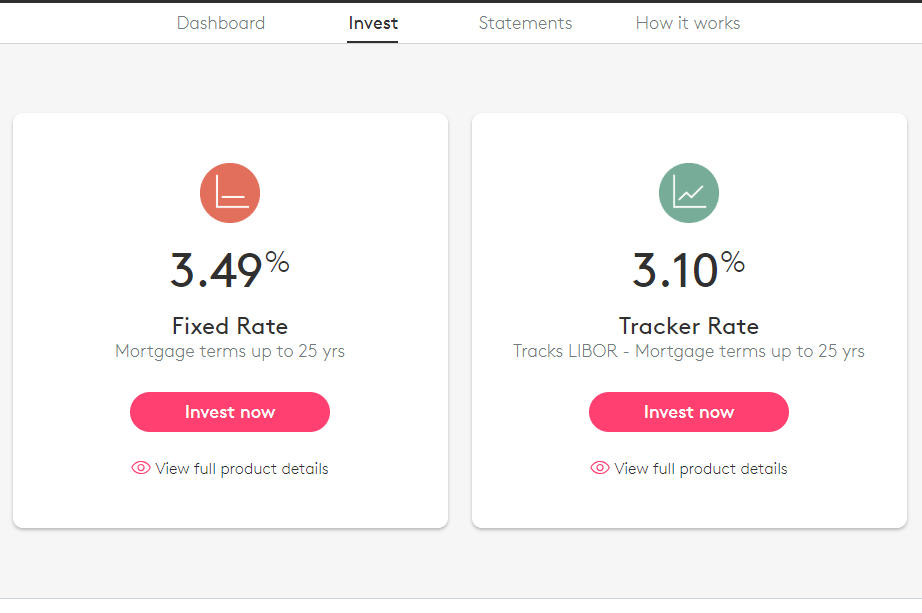 Dashboard Invest Statements How it works
3.49%
Fixed Rate
Mortgage terms up to 25 yrs
Invest now
View full product details
3.10%
Tracker Rate
Tracks LIBOR - Mortgage terms up to 25 yrs
Invest now
View full product details